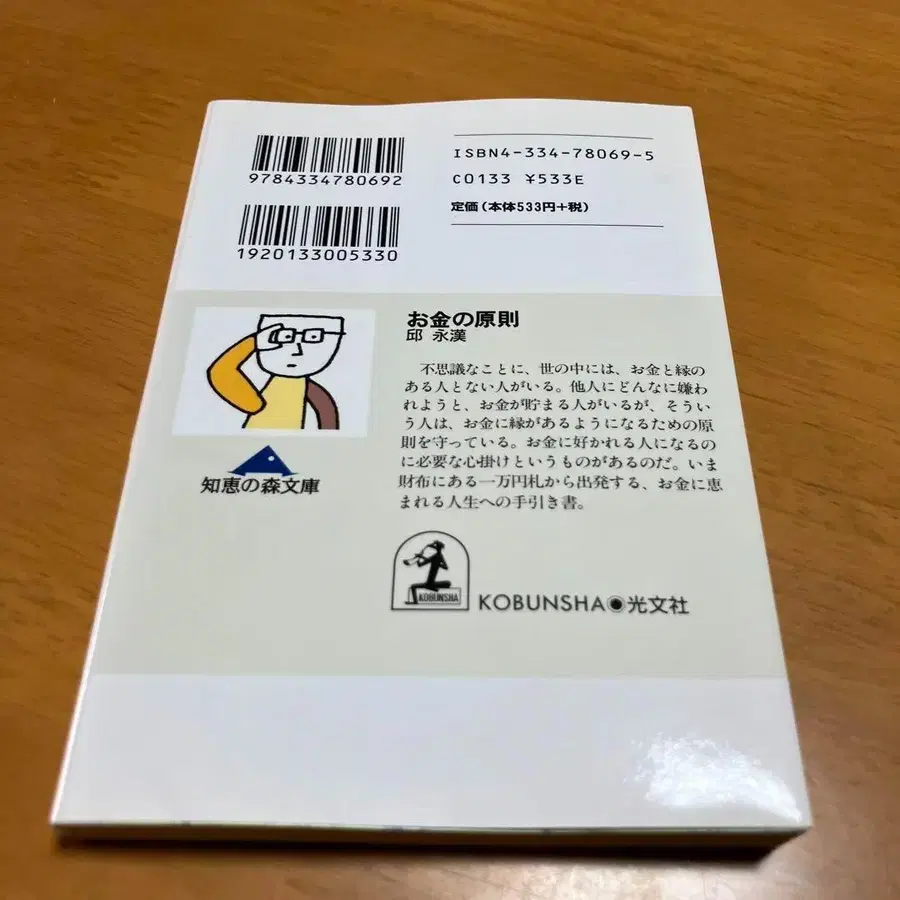 9784334780692
1920133005330
ISBN4-334-78069-5
C0133 ¥533E
定価(本体533円+税)
お金の原則
邱 永漢
不思議なことに、世の中には、お金と縁の
ある人とない人がいる。他人にどんなに嫌わ
れようと、お金が貯まる人がいるが、そうい
う人は、お金に縁があるようになるための原
則を守っている。お金に好かれる人になるの
に必要な心掛けというものがあるのだ。いま
財布にある一万円札から出発する、お金に恵
まれる人生への手引き書。
知恵の森文庫
KOBUNSHA
KOBUNSHA◉光文社